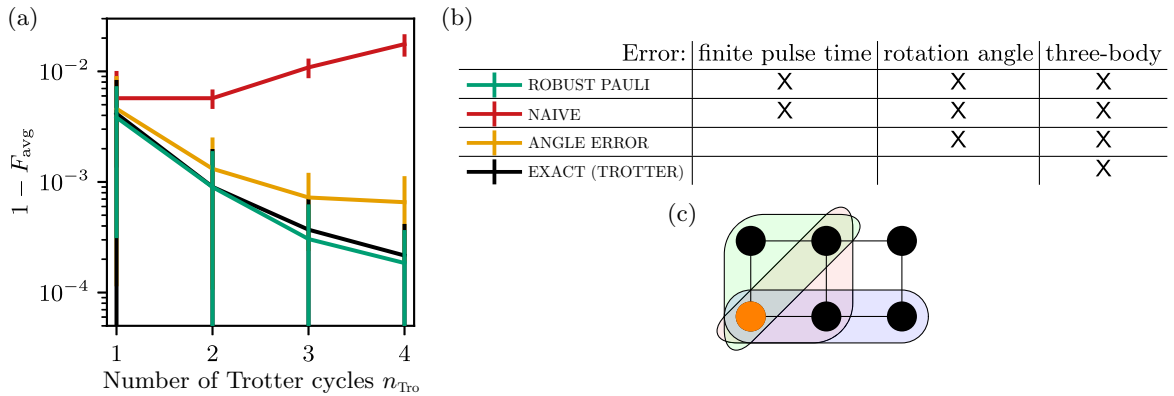 (a)
1 − F_avg
10⁻²
10⁻³
10⁻⁴
1 2 3 4
Number of Trotter cycles n_Tro
(b)
Error: finite pulse time rotation angle three-body
ROBUST PAULI X X X
NAIVE X X X
ANGLE ERROR X X
EXACT (TROTTER) X
(c)